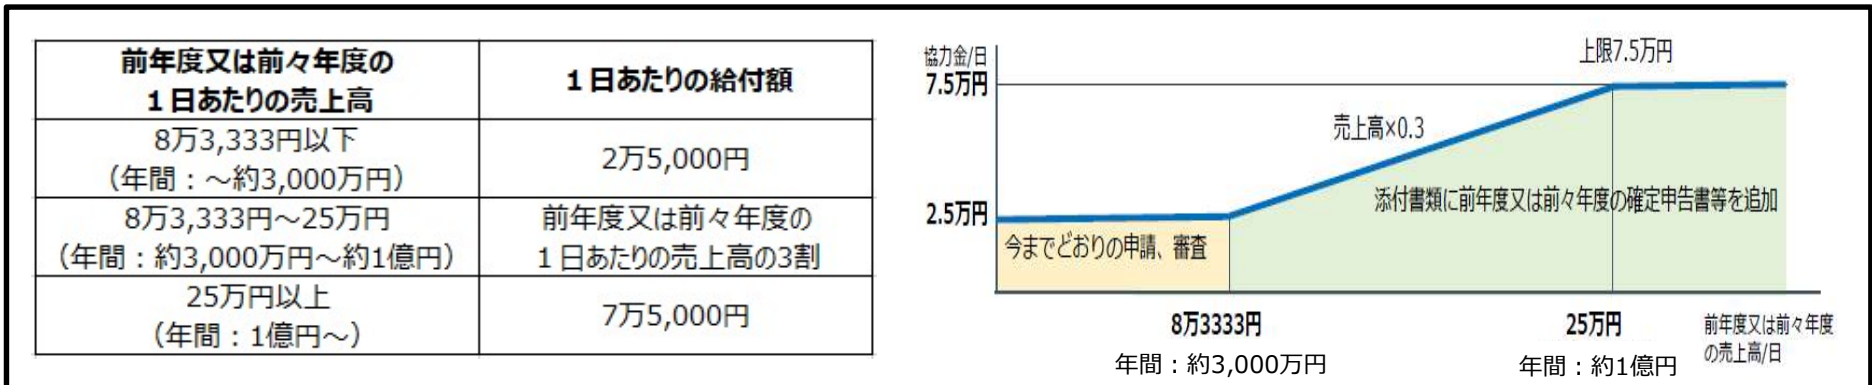 前年度又は前々年度の
1日あたりの売上高
1日あたりの給付額
8万3,333円以下
(年間:~約3,000万円)
2万5,000円
8万3,333円~25万円
(年間:約3,000万円~約1億円)
前年度又は前々年度の
1日あたりの売上高の3割
25万円以上
(年間:1億円~)
7万5,000円
協力金/日
7.5万円
上限7.5万円
売上高×0.3
添付書類に前年度又は前々年度の確定申告書等を追加
2.5万円
今までどおりの申請、審査
8万3333円
25万円
前年度又は前々年度
の売上高/日
年間:約3,000万円
年間:約1億円